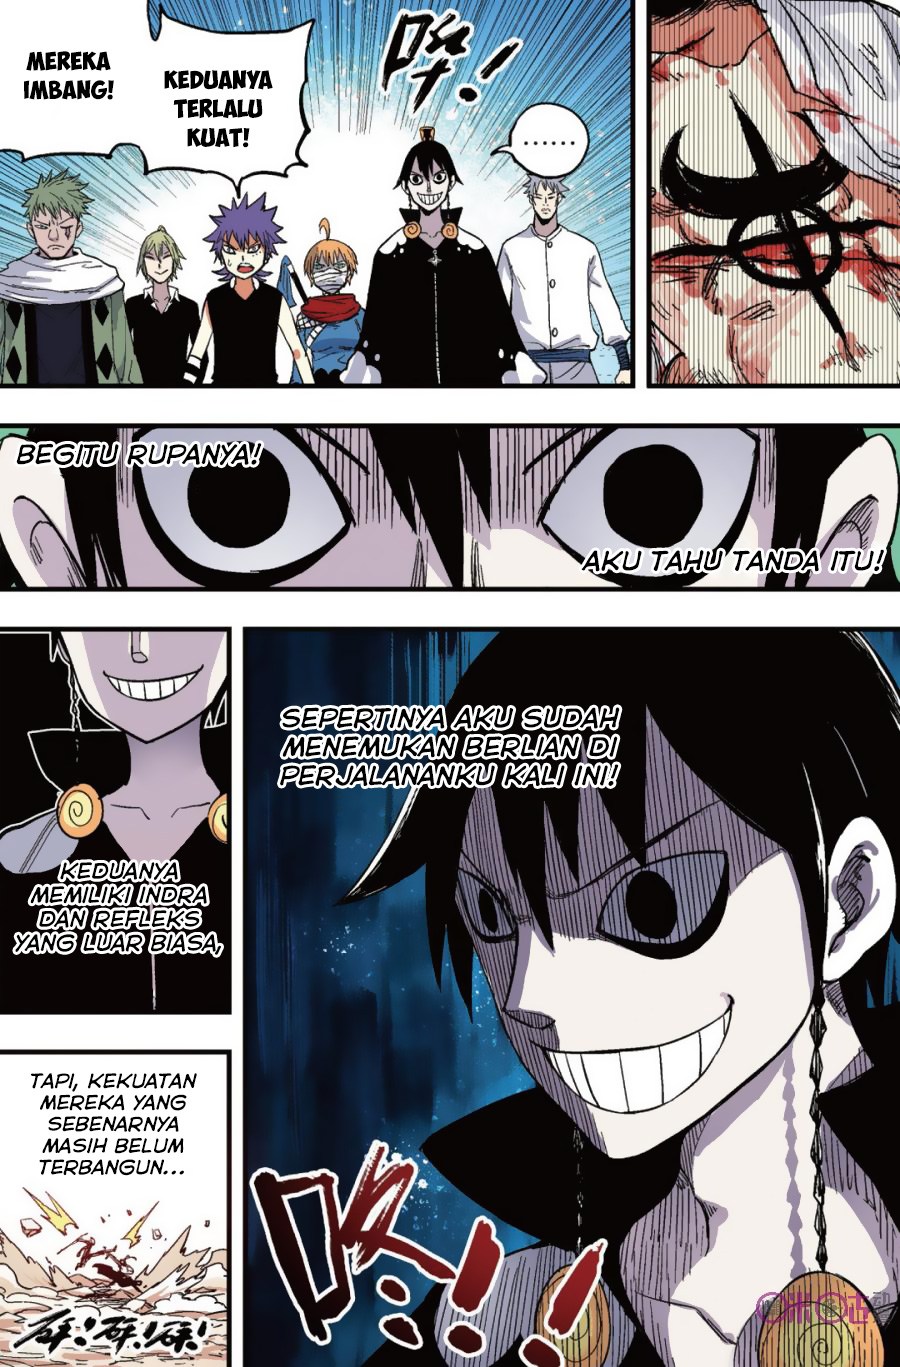 MEREKA
IMBANG!
KEDUANYA
TERLALU
KUAT!
.......
BEGITU RUPANYA!
AKU TAHU TANDA ITU!
KEDUANYA
MEMILIKI INDRA
DAN REFLEKS
YANG LUAR BIASA,
SEPERTINYA AKU SUDAH
MENEMUKAN BERLIAN DI
PERJALANANKU KALI INI!
TAPI, KEKUATAN
MEREKA YANG
SEBENARNYA
MASIH BELUM
TERBANGUN...
砰! 砰! 砰!